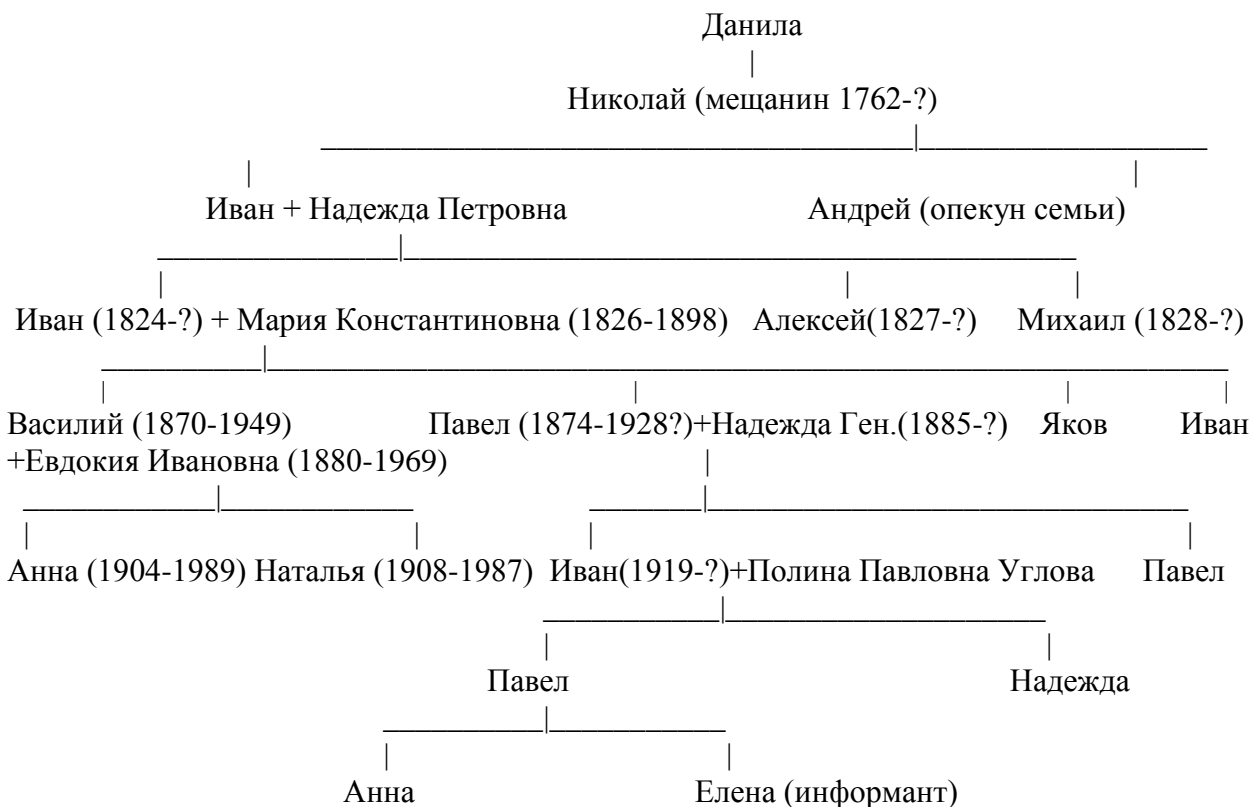 Данила
Николай (мещанин 1762-?)
Иван + Надежда Петровна Андрей (опекун семьи)
Иван (1824-?) + Мария Константиновна (1826-1898) Алексей(1827-?) Михаил (1828-?)
Василий (1870-1949) Павел (1874-1928?)+Надежда Ген.(1885-?) Яков Иван
+Евдокия Ивановна (1880-1969)
Анна (1904-1989) Наталья (1908-1987) Иван(1919-?)+Полина Павловна Углова Павел
Павел Надежда
Анна Елена (информант)